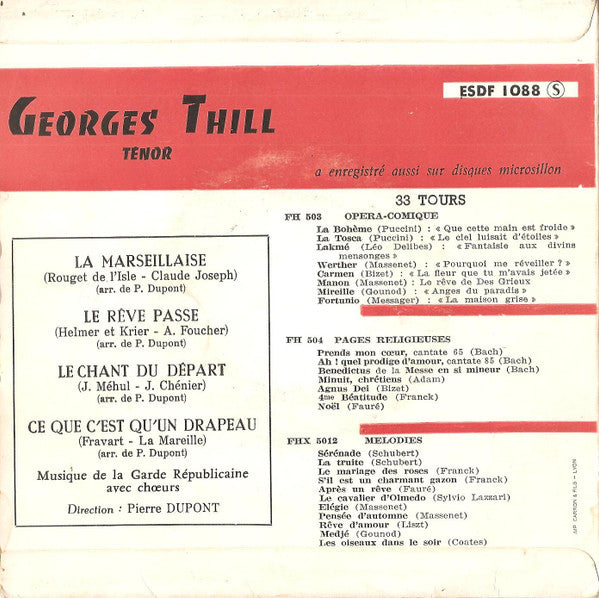 ESDF 1088 S
GEORGES THILL
TENOR
a enregistré aussi sur disques microsillon
LA MARSEILLAISE
(Rouget de l'Isle - Claude Joseph)
(arr. de P. Dupont)
LE RÊVE PASSE
(Helmer et Krier - A. Foucher)
(arr. de P. Dupont)
LE CHANT DU DÉPART
(J. Méhul - J. Chénier)
(arr. de P. Dupont)
CE QUE C'EST QU'UN DRAPEAU
(Fravart - La Mareille)
(arr. de P. Dupont)
Musique de la Garde Républicaine
avec chœurs
Direction : Pierre DUPONT
33 TOURS
FH 503 OPERA-COMIQUE
La Bohème (Puccini) : « Que cette main est froide »
La Tosca (Puccini) : « Le ciel luisait d'étoiles »
Lakmé (Léo Delibes) : « Fantaisie aux divins
mensonges »
Werther (Massenet) : « Pourquoi me réveiller ? »
Carmen (Bizet) : « La fleur que tu m'avais jetée »
Manon (Massenet) : Le rêve de Des Grieux
Mireille (Gounod) : « Anges du paradis »
Fortunio (Messager) : « La maison grise »
FH 504 PAGES RELIGIEUSES
Prends mon cœur, cantate 65 (Bach)
Ah ! quel prodige d'amour, cantate 85 (Bach)
Benedictus de la Messe en si mineur (Bach)
Minuit, chrétiens (Adam)
Agnus Dei (Bizet)
4me Béatitude (Franck)
Noël (Fauré)
FHX 5012 MELODIES
Sérénade (Schubert)
La truite (Schubert)
Le mariage des roses (Franck)
S'il est un charmant gazon (Franck)
Après un rêve (Fauré)
Le cavalier d'Olmedo (Sylvio Lazzari)
Elégie (Massenet)
Pensée d'automne (Massenet)
Rêve d'amour (Liszt)
Medjé (Gounod)
Les oiseaux dans le soir (Coates)
IMP. CARRON & FILS - LYON